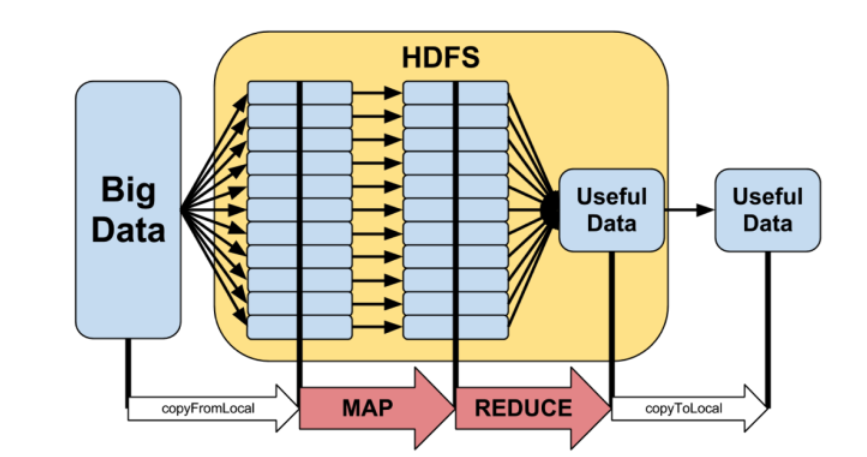 HDFS
Big
Data
Useful
Data
Useful
Data
copyFromLocal
MAP
REDUCE
copyToLocal